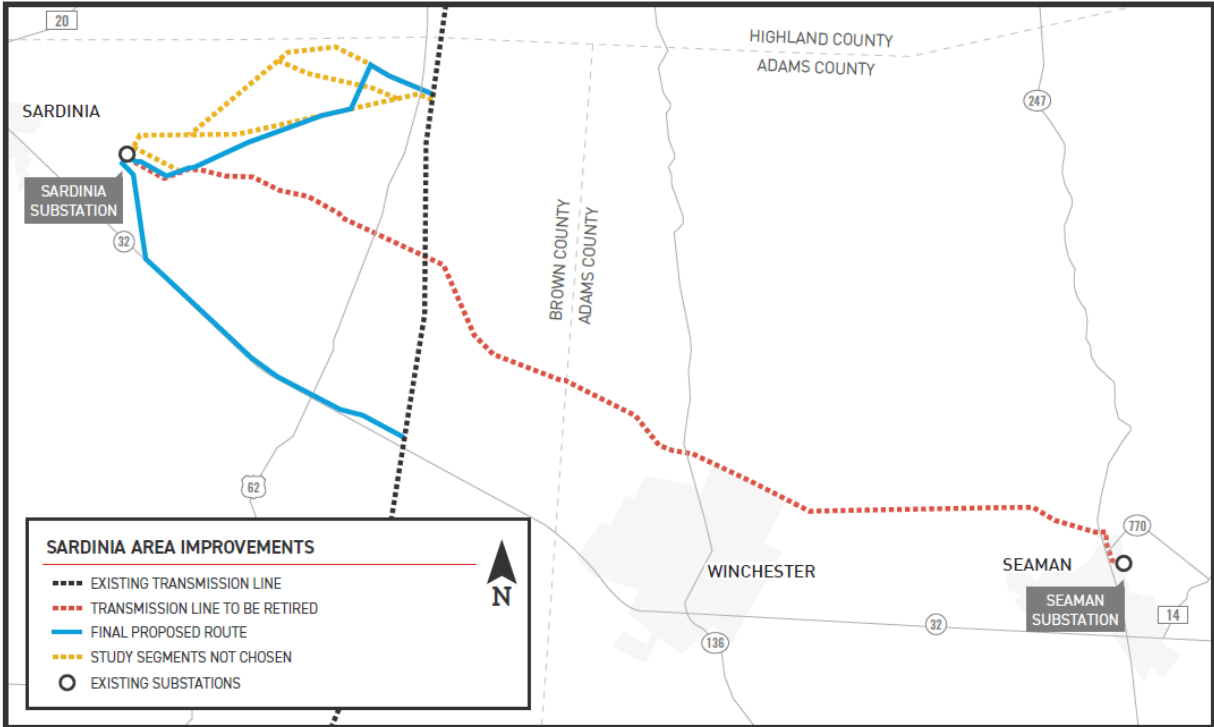 20
HIGHLAND COUNTY
ADAMS COUNTY
247
SARDINIA
SARDINIA
SUBSTATION
32
BROWN COUNTY
ADAMS COUNTY
62
770
SEAMAN
WINCHESTER
SEAMAN
SUBSTATION
14
32
136
SARDINIA AREA IMPROVEMENTS
EXISTING TRANSMISSION LINE
TRANSMISSION LINE TO BE RETIRED
FINAL PROPOSED ROUTE
STUDY SEGMENTS NOT CHOSEN
EXISTING SUBSTATIONS
N